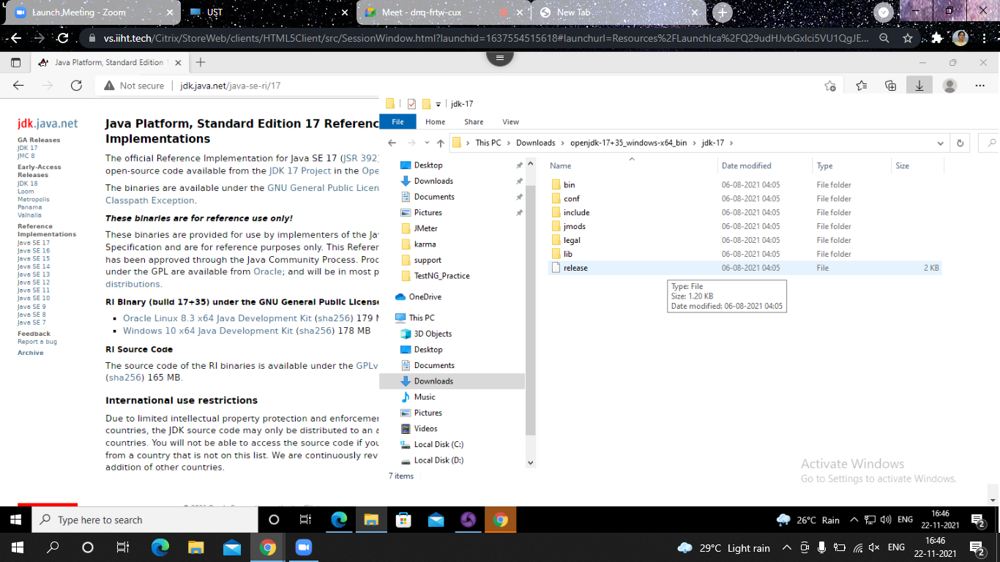 Launch Meeting - Zoom
UST
Meet - dnq-frtw-cux
New Tab
vs.iiht.tech/Citrix/StoreWeb/clients/HTML5Client/src/SessionWindow.html?launchid=1637554515618#launchurl=Resources%2FLaunchIca%2FQ29udHJvbGxlci5VU1QgJE...
Java Platform, Standard Edition
Not secure
jdk.java.net/java-se-ri/17
jdk.java.net
GA Releases
JDK 17
JMC 8
Early-Access
Releases
JDK 18
Loom
Metropolis
Panama
Valhalla
Reference
Implementations
Java SE 17
Java SE 16
Java SE 15
Java SE 14
Java SE 13
Java SE 12
Java SE 11
Java SE 10
Java SE 9
Java SE 8
Java SE 7
Feedback
Report a bug
Archive
Java Platform, Standard Edition 17 Referenc
Implementations
The official Reference Implementation for Java SE 17 (JSR 392)
open-source code available from the JDK 17 Project in the Ope
The binaries are available under the GNU General Public Licen
Classpath Exception.
These binaries are for reference use only!
These binaries are provided for use by implementers of the Ja
Specification and are for reference purposes only. This Referer
has been approved through the Java Community Process. Proc
under the GPL are available from Oracle; and will be in most p
distributions.
RI Binary (build 17+35) under the GNU General Public License
Oracle Linux 8.3 x64 Java Development Kit (sha256) 179
Windows 10 x64 Java Development Kit (sha256) 178 MB
RI Source Code
The source code of the RI binaries is available under the GPLv
(sha256) 165 MB.
International use restrictions
Due to limited intellectual property protection and enforcemer
countries, the JDK source code may only be distributed to an a
countries. You will not be able to access the source code if you
from a country that is not on this list. We are continuously rev
addition of other countries.
jdk-17
File
Home
Share
View
This PC
Downloads
openjdk-17+35_windows-x64_bin
jdk-17
Desktop
Downloads
Documents
Pictures
JMeter
karma
support
TestNG_Practice
OneDrive
This PC
3D Objects
Desktop
Documents
Downloads
Music
Pictures
Videos
Local Disk (C:)
Local Disk (D:)
7 items
Name Date modified Type Size
bin 06-08-2021 04:05 File folder
conf 06-08-2021 04:05 File folder
include 06-08-2021 04:05 File folder
jmods 06-08-2021 04:05 File folder
legal 06-08-2021 04:05 File folder
lib 06-08-2021 04:05 File folder
release 06-08-2021 04:05 File 2 KB
Type: File
Size: 1.20 KB
Date modified: 06-08-2021 04:05
Activate Windows
Go to Settings to activate Windows.
Type here to search
26°C Rain
ENG
16:46
22-11-2021
2
29°C Light rain
ENG
16:46
22-11-2021
2